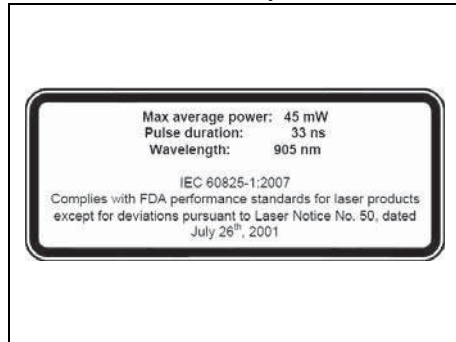 Max average power: 45 mW
Pulse duration: 33 ns
Wavelength: 905 nm
IEC 60825-1:2007
Complies with FDA performance standards for laser products
except for deviations pursuant to Laser Notice No. 50, dated
July 26th, 2001